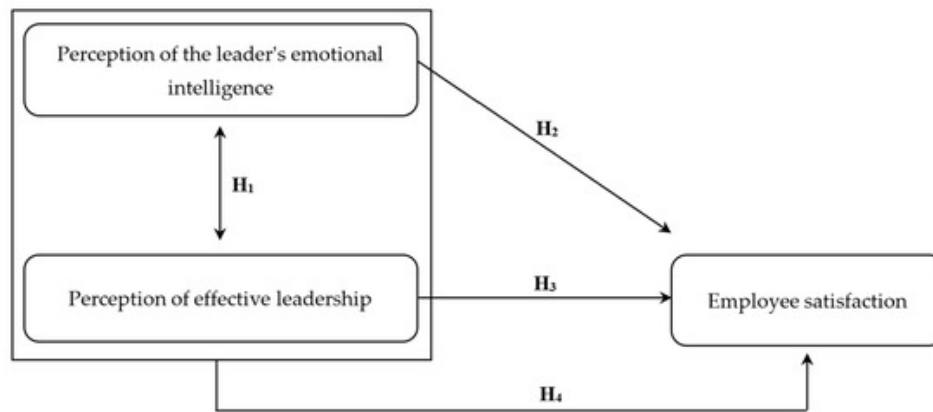 Perception of the leader's emotional
intelligence
H₂
H₁
Perception of effective leadership
H₃
Employee satisfaction
H₄